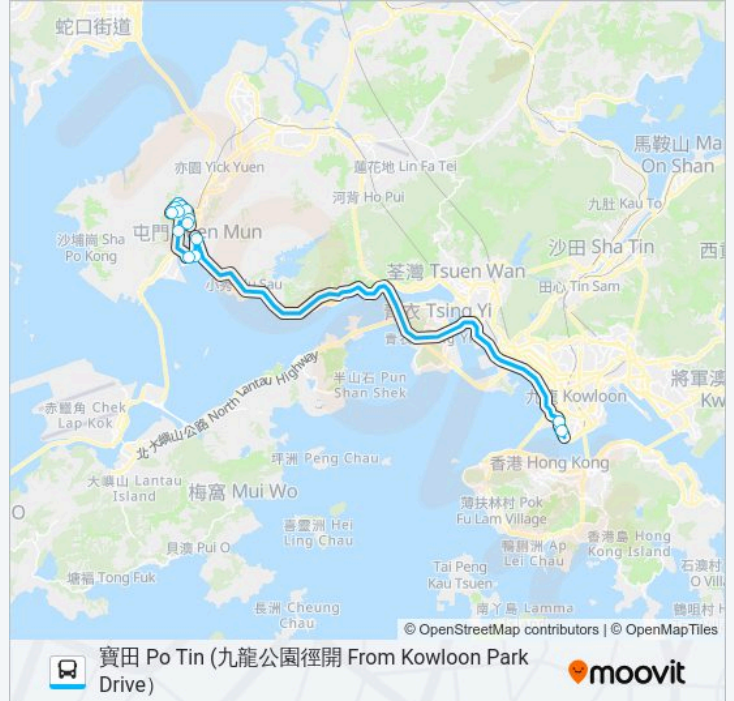 蛇口街道
馬鞍山 Ma
On Shan
亦園 Yick Yuen
蓮花地 Lin Fa Tei
河背 Ho Pui
九肚 Kau To
屯門
en Mun
沙埔崗 Sha
Po Kong
沙田 Sha Tin
荃灣 Tsuen Wan
田心 Tin Sam
小
Sau
衣 Tsing Yi
半山石 Pun
Shan Shek
將軍澳
Kw
九龍 Kowloon
赤鱲角 Chek
Lap Kok
北大嶼山公路 North Lantau Highway
香港 Hong Kong
坪洲 Peng Chau
大嶼山 Lantau
Island
梅窩 Mui Wo
薄扶林村 Pok
Fu Lam Village
喜靈洲 Hei
Ling Chau
香港島 Hong
Kong Island
鴨脷洲 Ap
Lei Chau
貝澳 Pui O
塘福 Tong Fuk
Tai Peng
Kau Tsuen
石澳村
O Villa
長洲 Cheung
Chau
南丫島 Lamma
鶴咀村 H
© OpenStreetMap contributors | © OpenMapTiles
寶田 Po Tin (九龍公園徑開 From Kowloon Park
Drive)
moovit